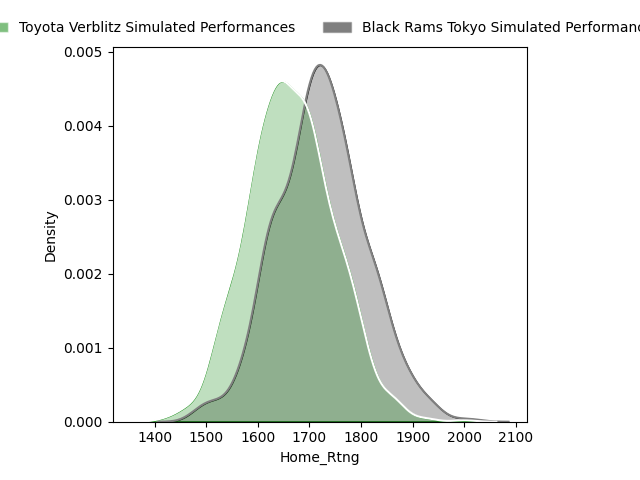 Toyota Verblitz Simulated Performances
Black Rams Tokyo Simulated
0.005
0.004
0.003
0.002
0.001
0.000
Density
1400 1500 1600 1700 1800 1900 2000 2100
Home_Rtng